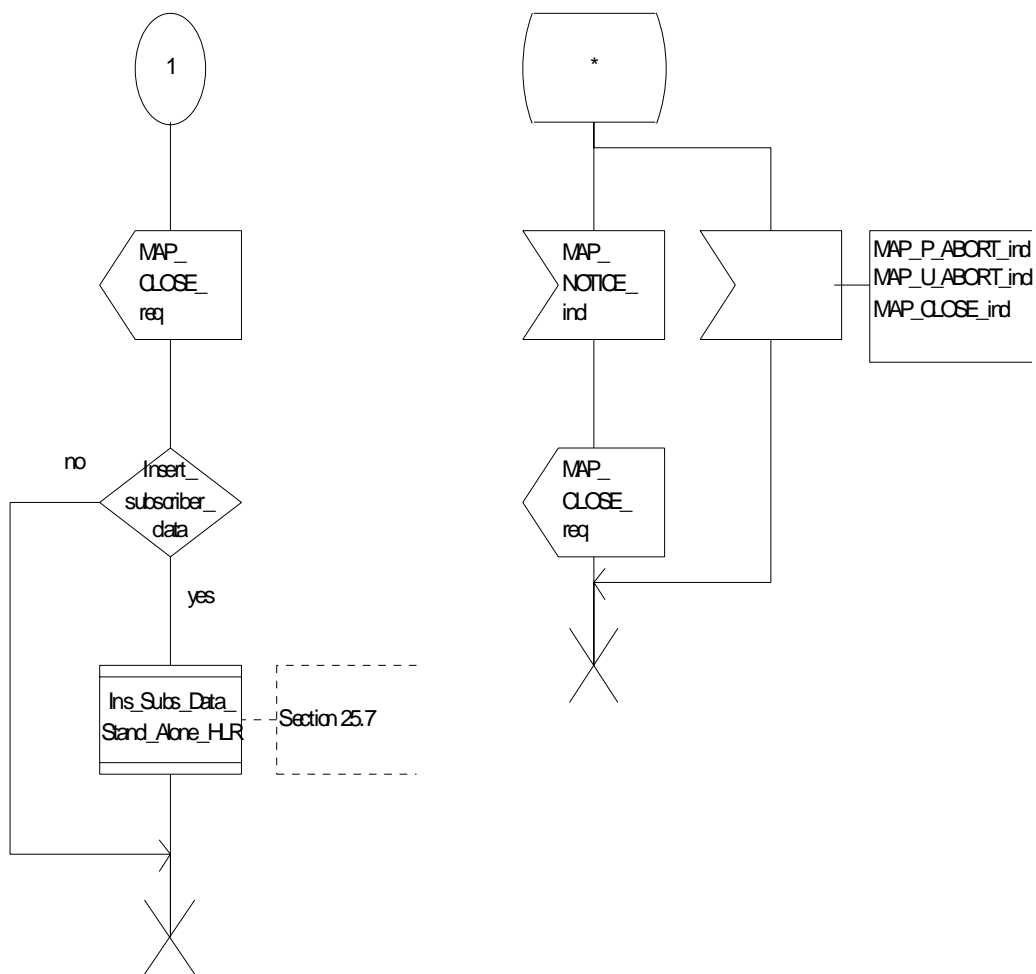 1
MAP_
CLOSE_
req
no
Insert_
subscriber_
data
yes
Ins_Subs_Data_
Stand_Alone_HLR
Section 25.7
*
MAP_
NOTICE_
ind
MAP_P_ABORT_ind
MAP_U_ABORT_ind
MAP_CLOSE_ind
MAP_
CLOSE_
req